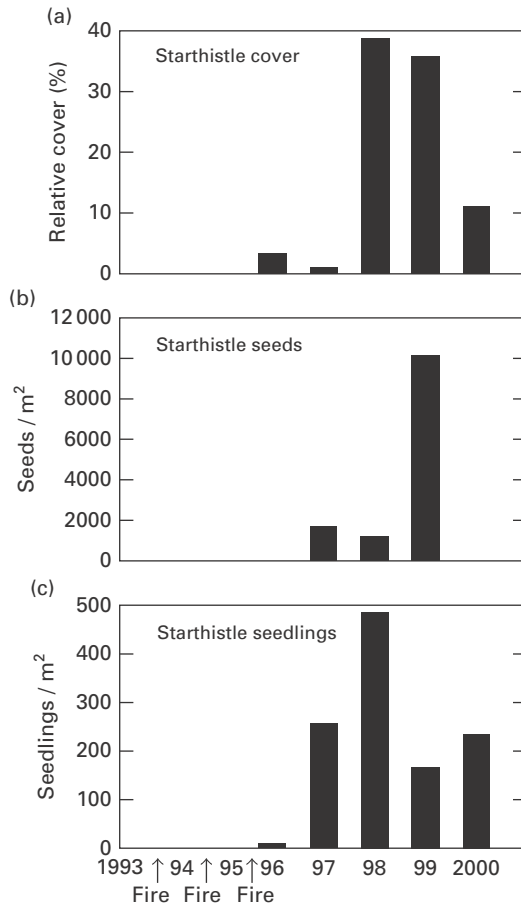 (a)
40
30
20
10
0
Relative cover (%)
Starthistle cover
(b)
12 000
10 000
8000
6000
4000
2000
0
Seeds / m²
Starthistle seeds
(c)
500
400
300
200
100
0
Seedlings / m²
Starthistle seedlings
1993 ↑ 94 ↑ 95 ↑ 96 97 98 99 2000
Fire Fire Fire